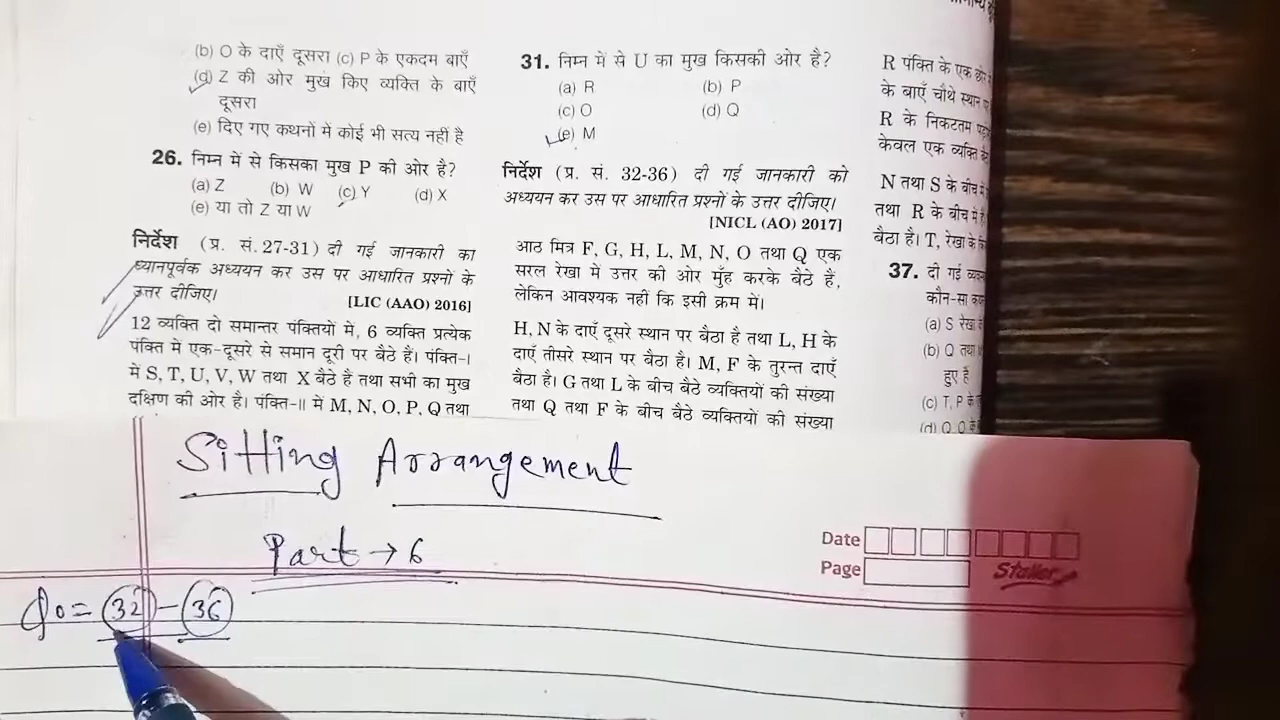 (b) O के दाएँ दूसरा (c) P के एकदम बाएँ
(d) Z की ओर मुख किए व्यक्ति के बाएँ
दूसरा
(e) दिए गए कथनों में कोई भी सत्य नहीं है
26. निम्न में से किसका मुख P की ओर है?
(a) Z (b) W (c) Y (d) X
(e) या तो Z या W
निर्देश (प्र. सं. 27-31) दी गई जानकारी का
ध्यानपूर्वक अध्ययन कर उस पर आधारित प्रश्नों के
उत्तर दीजिए।
[LIC (AAO) 2016]
12 व्यक्ति दो समान्तर पंक्तियों में, 6 व्यक्ति प्रत्येक
पंक्ति में एक-दूसरे से समान दूरी पर बैठे हैं। पंक्ति-I
में S, T, U, V, W तथा X बैठे हैं तथा सभी का मुख
दक्षिण की ओर है। पंक्ति-II में M, N, O, P, Q तथा
31. निम्न में से U का मुख किसकी ओर है?
(a) R (b) P
(c) O (d) Q
(e) M
निर्देश (प्र. सं. 32-36) दी गई जानकारी को
अध्ययन कर उस पर आधारित प्रश्नों के उत्तर दीजिए।
[NICL (AO) 2017]
आठ मित्र F, G, H, L, M, N, O तथा Q एक
सरल रेखा में उत्तर की ओर मुँह करके बैठे हैं,
लेकिन आवश्यक नहीं कि इसी क्रम में।
H, N के दाएँ दूसरे स्थान पर बैठा है तथा L, H के
दाएँ तीसरे स्थान पर बैठा है। M, F के तुरन्त दाएँ
बैठा है। G तथा L के बीच बैठे व्यक्तियों की संख्या
तथा Q तथा F के बीच बैठे व्यक्तियों की संख्या
R पंक्ति के एक छोर
के बाएँ चौथे स्थान
R के निकटतम
केवल एक व्यक्ति
N तथा S के बीच में
तथा R के बीच में
बैठा है। T, रेखा के
37. दी गई
कौन-सा
(a) S रेखा
(b) Q तथा
हुए हैं
(c) T, P के
(d) Q, O के
Sitting Arrangement
Part → 6
Date
Page
Q० = 32 - 36